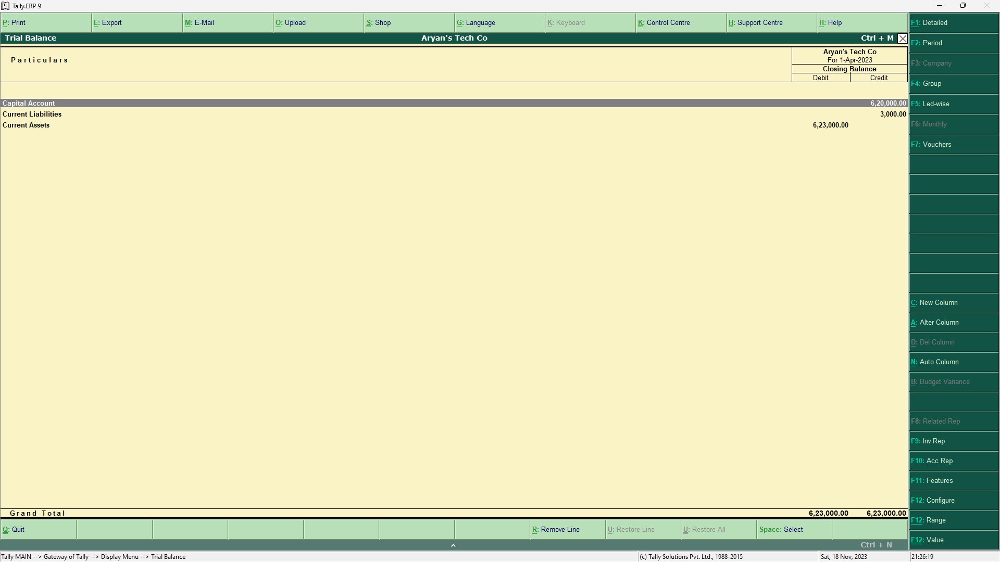 Tally.ERP 9
P: Print E: Export M: E-Mail O: Upload S: Shop G: Language K: Keyboard K: Control Centre H: Support Centre H: Help
Trial Balance Aryan's Tech Co Ctrl + M
Particulars
Aryan's Tech Co
For 1-Apr-2023
Closing Balance
Debit Credit
Capital Account 6,20,000.00
Current Liabilities 3,000.00
Current Assets 6,23,000.00
Grand Total 6,23,000.00 6,23,000.00
Q: Quit R: Remove Line U: Restore Line U: Restore All Space: Select
Ctrl + N
F1: Detailed
F2: Period
F3: Company
F4: Group
F5: Led-wise
F6: Monthly
F7: Vouchers
C: New Column
A: Alter Column
D: Del Column
N: Auto Column
B: Budget Variance
F8: Related Rep
F9: Inv Rep
F10: Acc Rep
F11: Features
F12: Configure
F12: Range
F12: Value
Tally MAIN --> Gateway of Tally --> Display Menu --> Trial Balance (c) Tally Solutions Pvt. Ltd., 1988-2015 Sat, 18 Nov, 2023 21:26:19